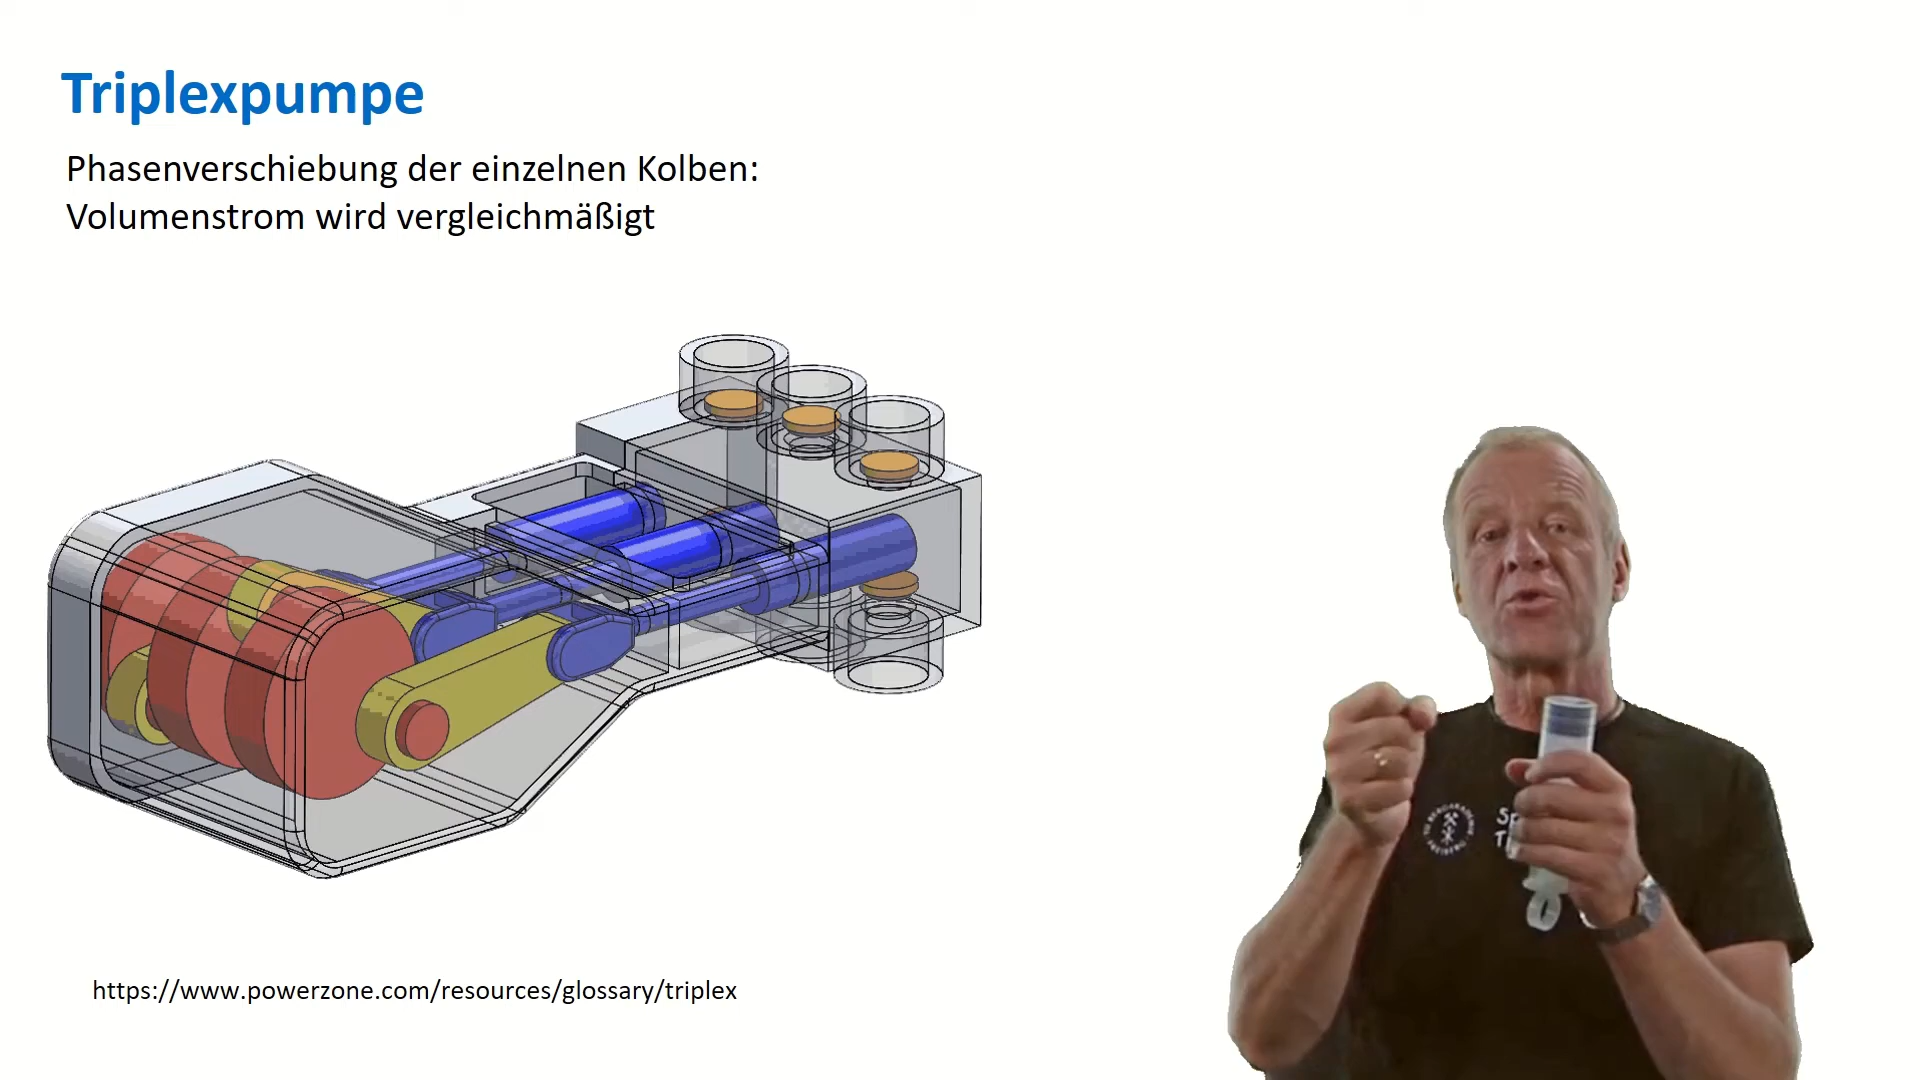 Triplexpumpe
Phasenverschiebung der einzelnen Kolben:
Volumenstrom wird vergleichmäßigt
https://www.powerzone.com/resources/glossary/triplex